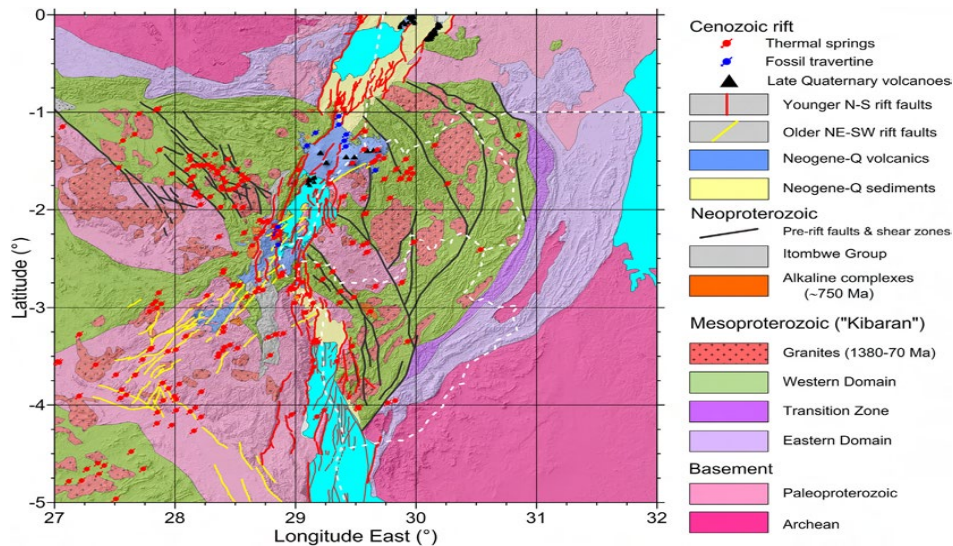 0
-1
-2
-3
-4
-5
Latitude (°)
27
28
29
30
31
32
Longitude East (°)
Cenozoic rift
Thermal springs
Fossil travertine
Late Quaternary volcanoes
Younger N-S rift faults
Older NE-SW rift faults
Neogene-Q volcanics
Neogene-Q sediments
Neoproterozoic
Pre-rift faults & shear zones
Itombwe Group
Alkaline complexes
(~750 Ma)
Mesoproterozoic ("Kibaran")
Granites (1380-70 Ma)
Western Domain
Transition Zone
Eastern Domain
Basement
Paleoproterozoic
Archean